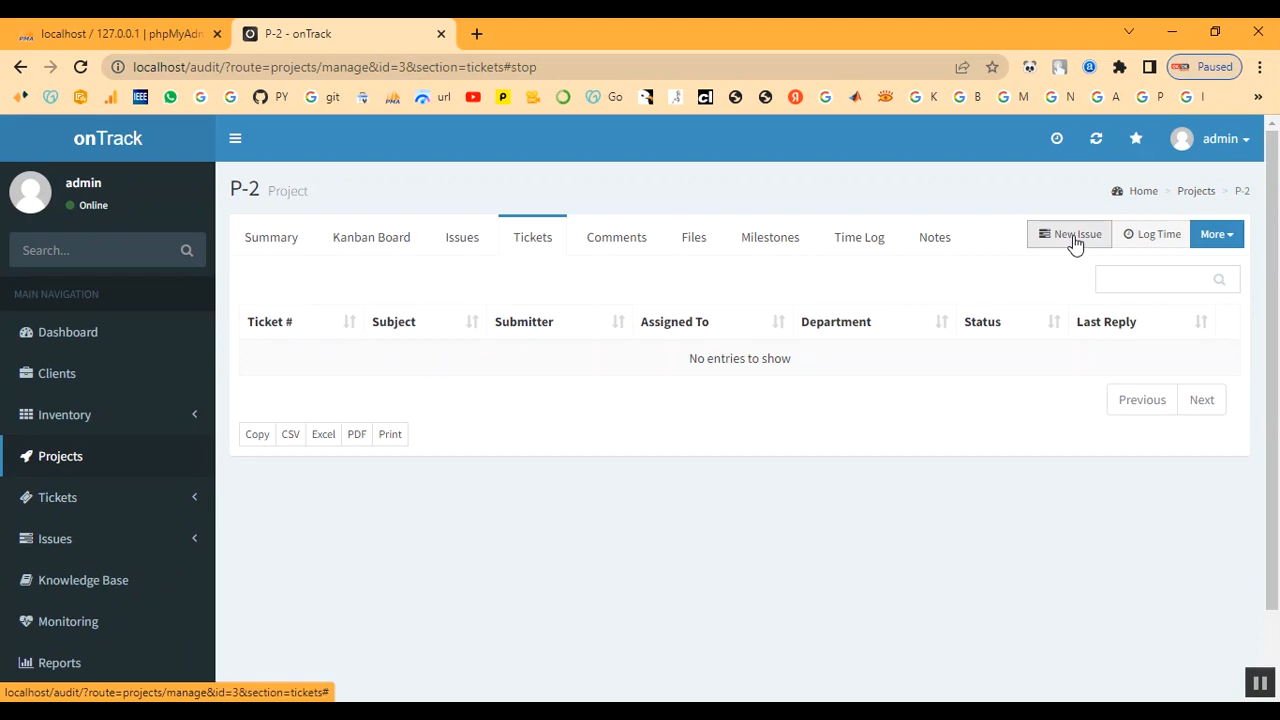 localhost / 127.0.0.1 | phpMyAdn
P-2 - onTrack
localhost/audit/?route=projects/manage&id=3&section=tickets#stop
Paused
IEEE
PY
git
url
Go
K
B
M
N
A
P
I
»
onTrack
admin
admin
Online
P-2 Project
Home > Projects > P-2
Search...
Summary
Kanban Board
Issues
Tickets
Comments
Files
Milestones
Time Log
Notes
New Issue
Log Time
More
MAIN NAVIGATION
Dashboard
Clients
Inventory
Projects
Tickets
Issues
Knowledge Base
Monitoring
Reports
Ticket #
Subject
Submitter
Assigned To
Department
Status
Last Reply
No entries to show
Previous
Next
Copy
CSV
Excel
PDF
Print
localhost/audit/?route=projects/manage&id=3&section=tickets#